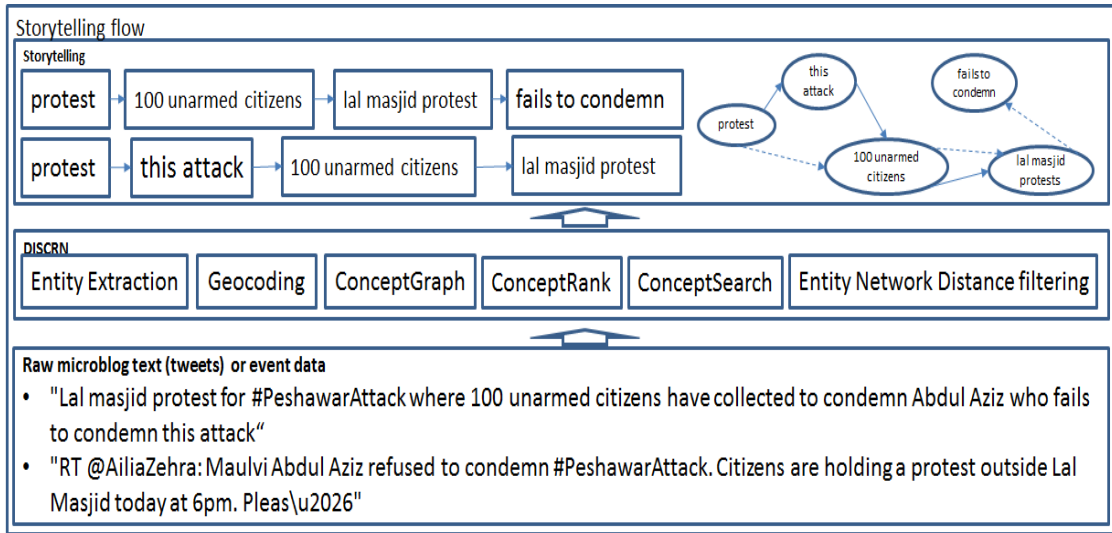 Storytelling flow
Storytelling
protest
100 unarmed citizens
lal masjid protest
fails to condemn
protest
this attack
100 unarmed citizens
lal masjid protest
this
attack
fails to
condemn
protest
100 unarmed
citizens
lal masjid
protests
DISCRN
Entity Extraction
Geocoding
ConceptGraph
ConceptRank
ConceptSearch
Entity Network Distance filtering
Raw microblog text (tweets) or event data
• "Lal masjid protest for #PeshawarAttack where 100 unarmed citizens have collected to condemn Abdul Aziz who fails
to condemn this attack“
• "RT @AiliaZehra: Maulvi Abdul Aziz refused to condemn #PeshawarAttack. Citizens are holding a protest outside Lal
Masjid today at 6pm. Pleas\u2026"